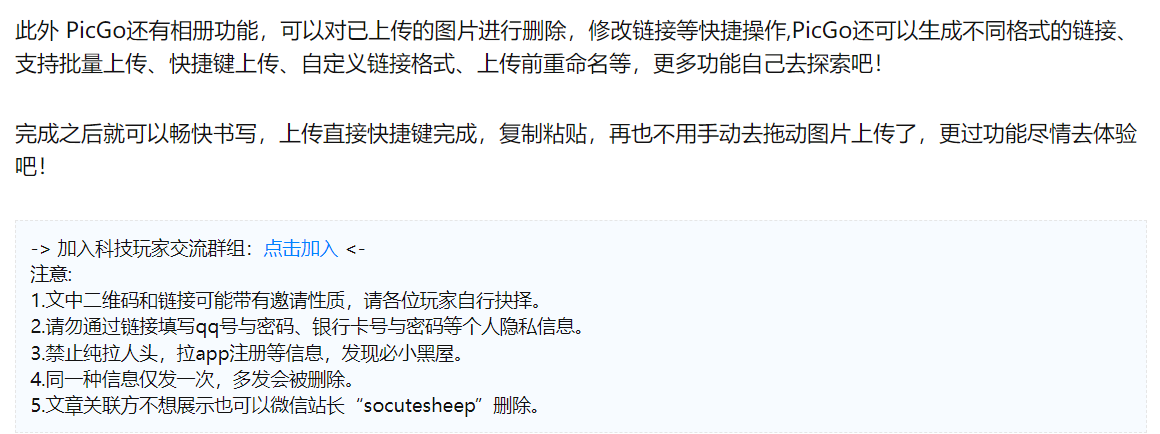 此外 PicGo还有相册功能，可以对已上传的图片进行删除，修改链接等快捷操作,PicGo还可以生成不同格式的链接、
支持批量上传、快捷键上传、自定义链接格式、上传前重命名等，更多功能自己去探索吧！
完成之后就可以畅快书写，上传直接快捷键完成，复制粘贴，再也不用手动去拖动图片上传了，更过功能尽情去体验
吧！
-> 加入科技玩家交流群组：点击加入 <-
注意:
1.文中二维码和链接可能带有邀请性质，请各位玩家自行抉择。
2.请勿通过链接填写qq号与密码、银行卡号与密码等个人隐私信息。
3.禁止纯拉人头，拉app注册等信息，发现必小黑屋。
4.同一种信息仅发一次，多发会被删除。
5.文章关联方不想展示也可以微信站长“socutesheep”删除。